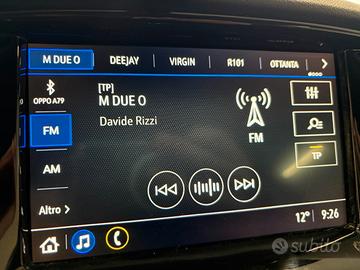 M DUE O DEEJAY VIRGIN R101 OTTANTA
[TP]
M DUE O
Davide Rizzi
OPPO A79
FM
AM
Altro
FM
TP
12° 9:26
subito